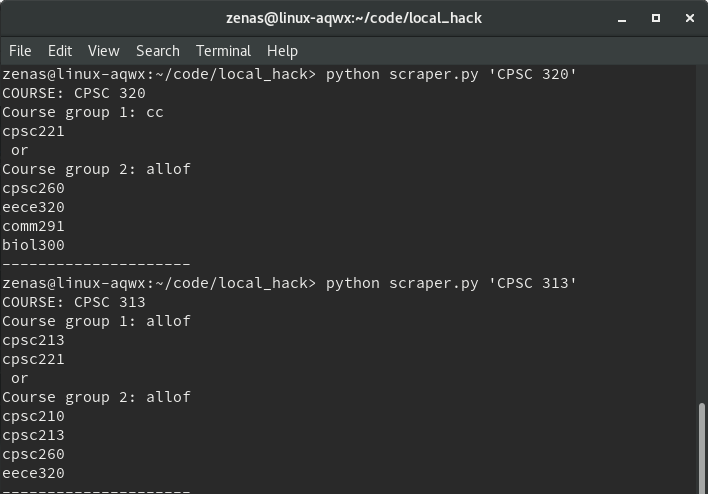 zenas@linux-aqwx:~/code/local_hack
File Edit View Search Terminal Help
zenas@linux-aqwx:~/code/local_hack> python scraper.py 'CPSC 320'
COURSE: CPSC 320
Course group 1: cc
cpsc221
 or
Course group 2: allof
cpsc260
eece320
comm291
biol300
---------------------
zenas@linux-aqwx:~/code/local_hack> python scraper.py 'CPSC 313'
COURSE: CPSC 313
Course group 1: allof
cpsc213
cpsc221
 or
Course group 2: allof
cpsc210
cpsc213
cpsc260
eece320
---------------------